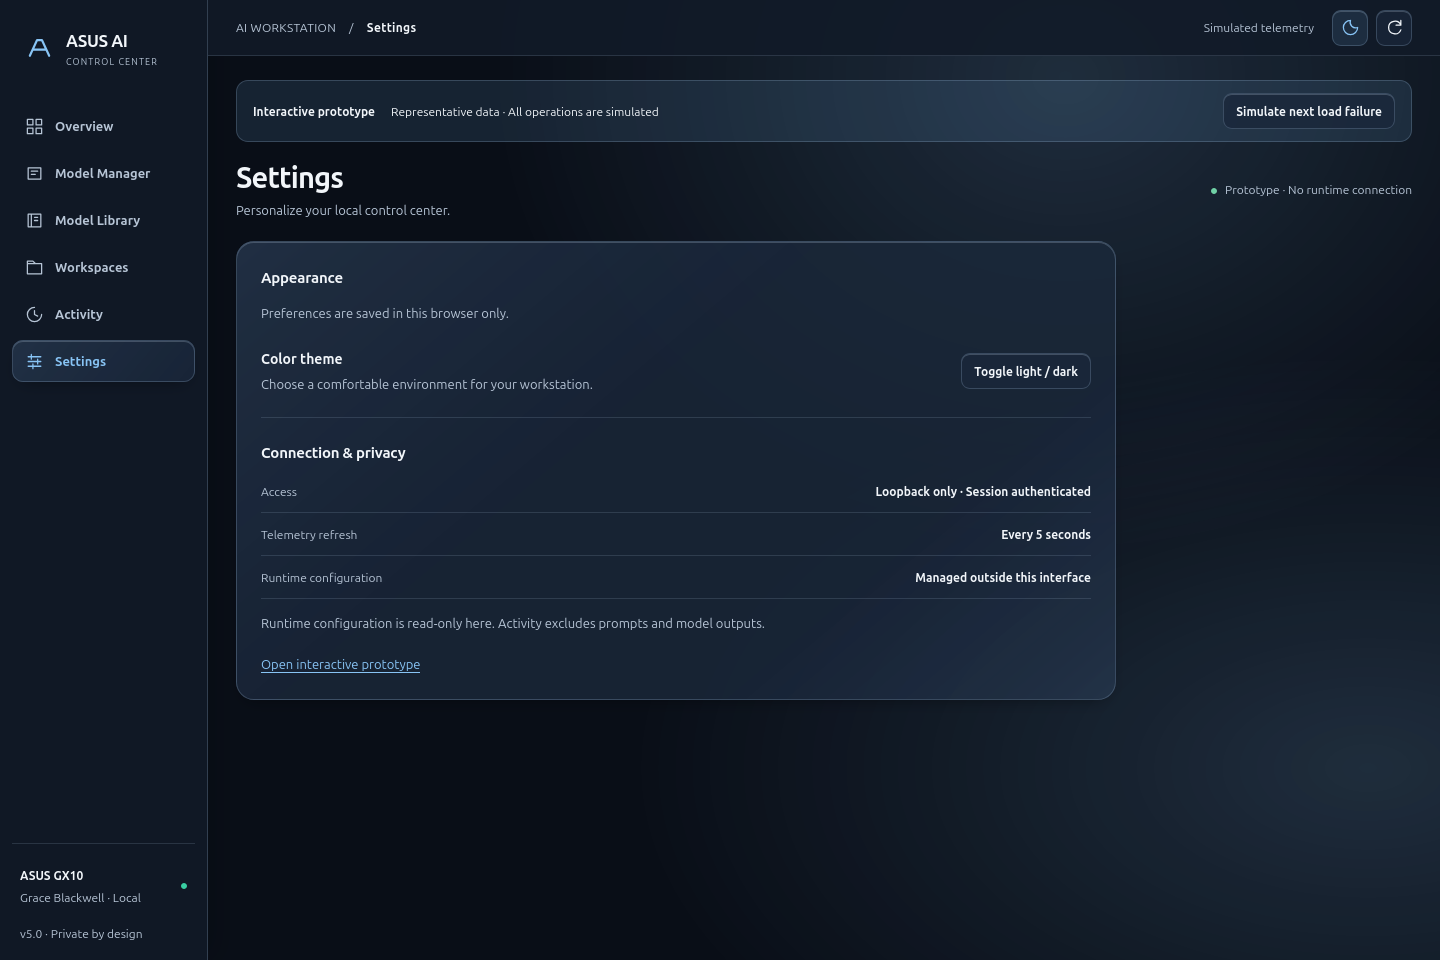 ASUS AI
CONTROL CENTER
Overview
Model Manager
Model Library
Workspaces
Activity
Settings
ASUS GX10
Grace Blackwell · Local
v5.0 · Private by design
AI WORKSTATION / Settings
Simulated telemetry
Interactive prototype Representative data · All operations are simulated
Simulate next load failure
Settings
Personalize your local control center.
Prototype · No runtime connection
Appearance
Preferences are saved in this browser only.
Color theme
Choose a comfortable environment for your workstation.
Toggle light / dark
Connection & privacy
Access Loopback only · Session authenticated
Telemetry refresh Every 5 seconds
Runtime configuration Managed outside this interface
Runtime configuration is read-only here. Activity excludes prompts and model outputs.
Open interactive prototype